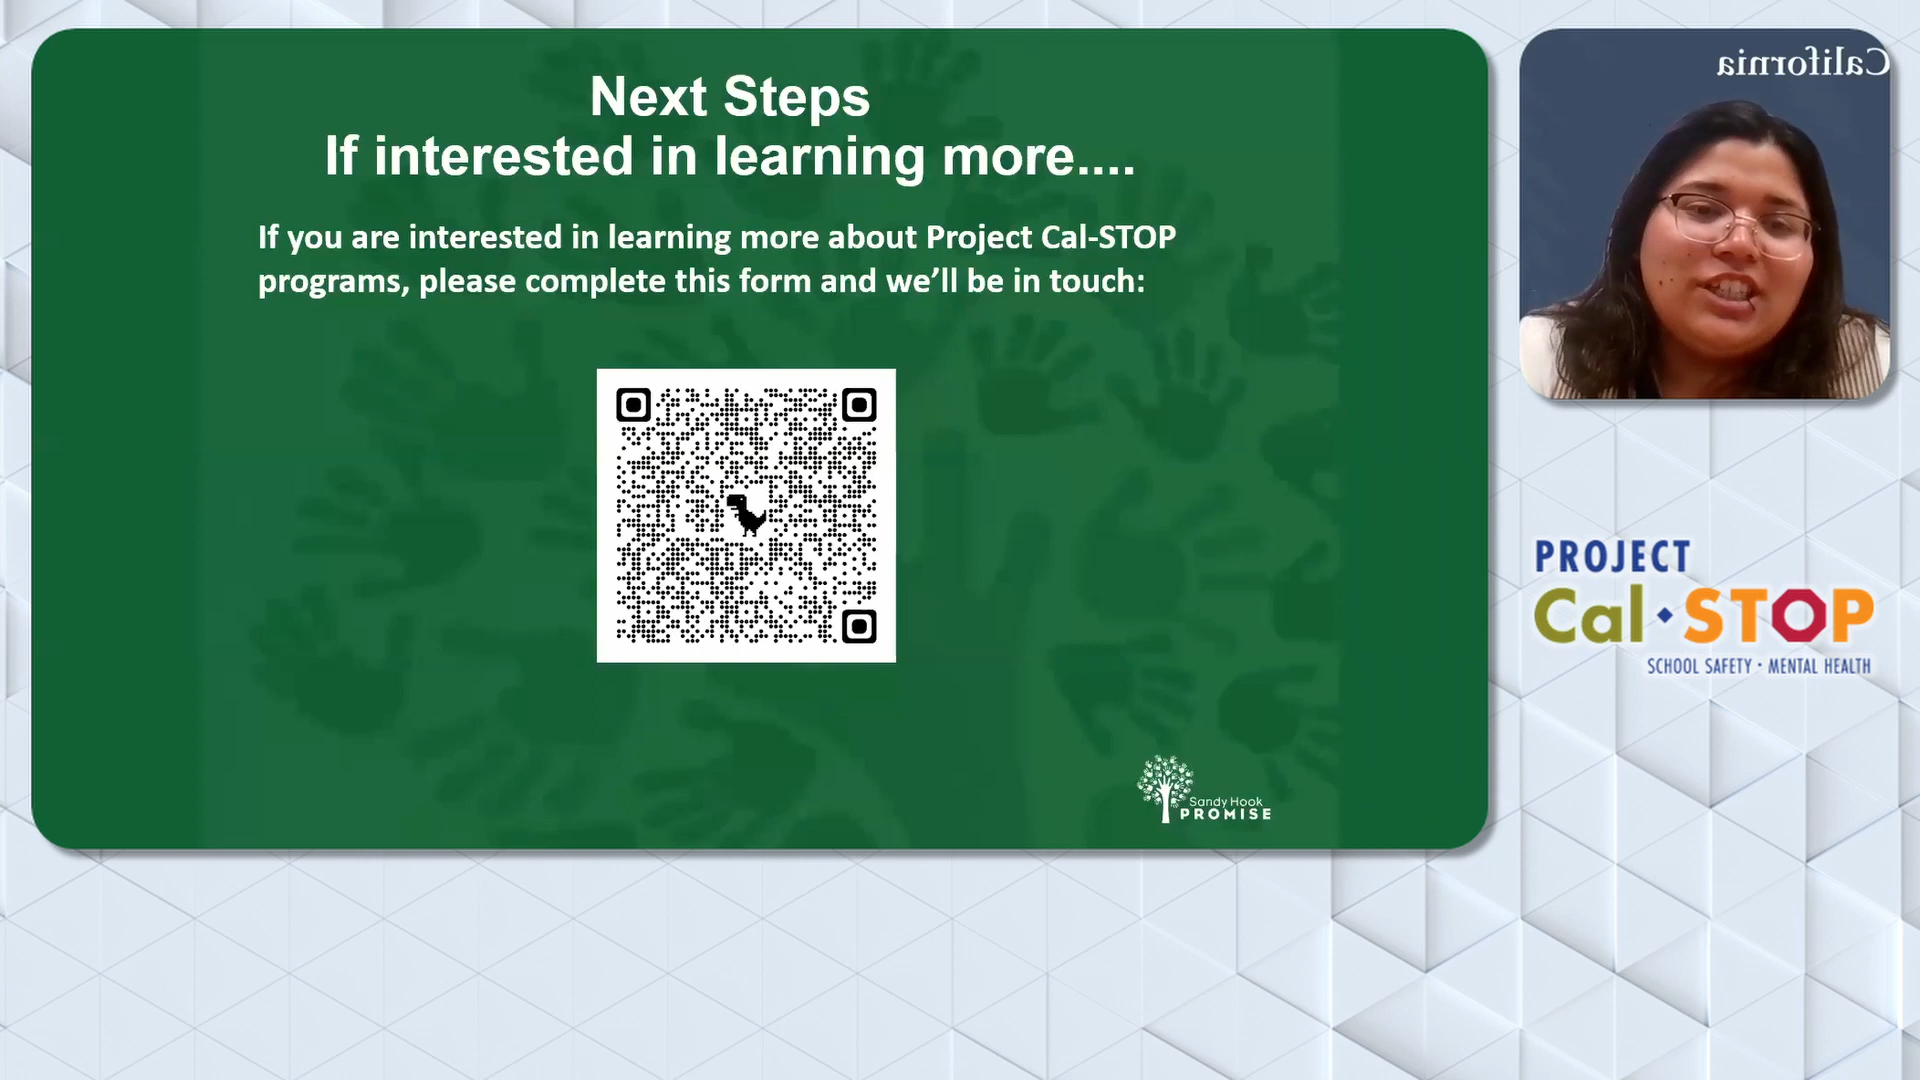 Next Steps
If interested in learning more....
If you are interested in learning more about Project Cal-STOP
programs, please complete this form and we’ll be in touch:
Sandy Hook
PROMISE
California
PROJECT
Cal·STOP
SCHOOL SAFETY · MENTAL HEALTH